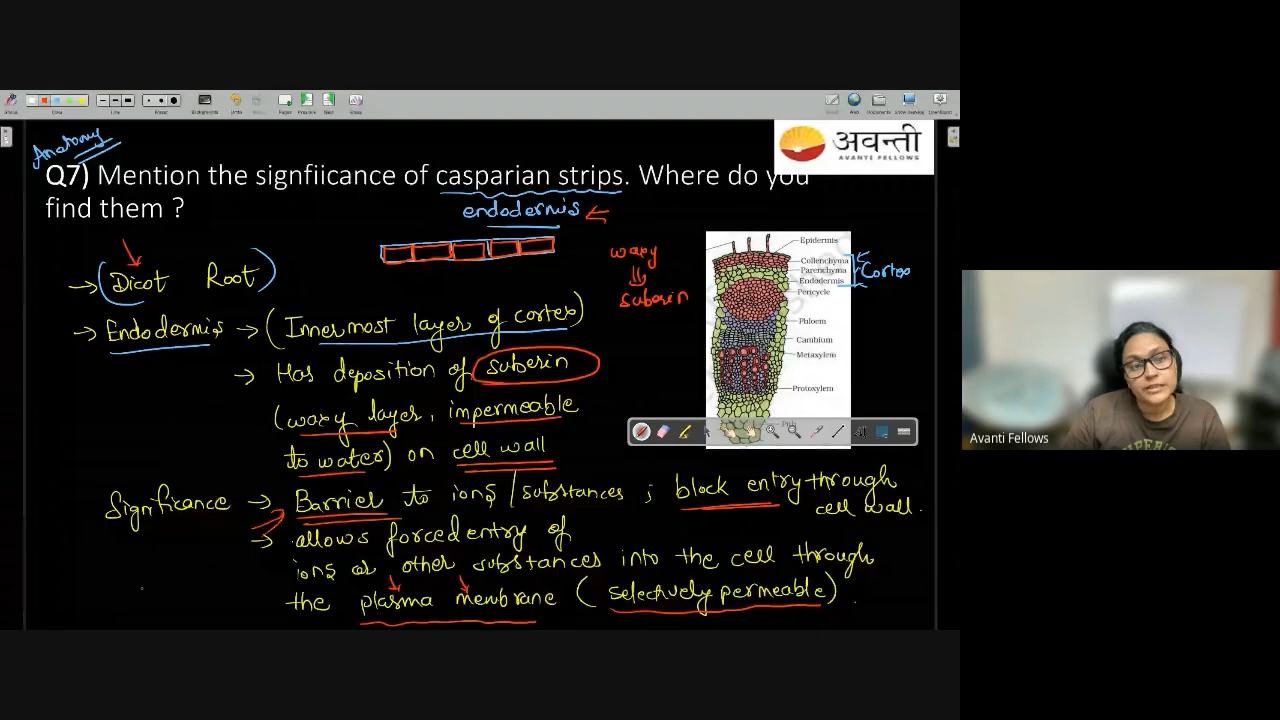 Anatomy
अवन्ती
AVANTI FELLOWS
Q7) Mention the signfiicance of casparian strips. Where do you
find them ?
endodermis
→ (Dicot Root)
waxy
suberin
Epidermis
Collenchyma
Parenchyma
Endodermis
Cortex
Pericycle
Phloem
Cambium
Metaxylem
Protoxylem
→ Endodermis → (Innermost layer of cortex)
→ Has deposition of suberin
(waxy layer, impermeable
to water) on cell wall
Significance → Barrier to ions/substances ; block entry through
cell wall.
→ allows forced entry of
ions or other substances into the cell through
the plasma membrane (selectively permeable).
Avanti Fellows